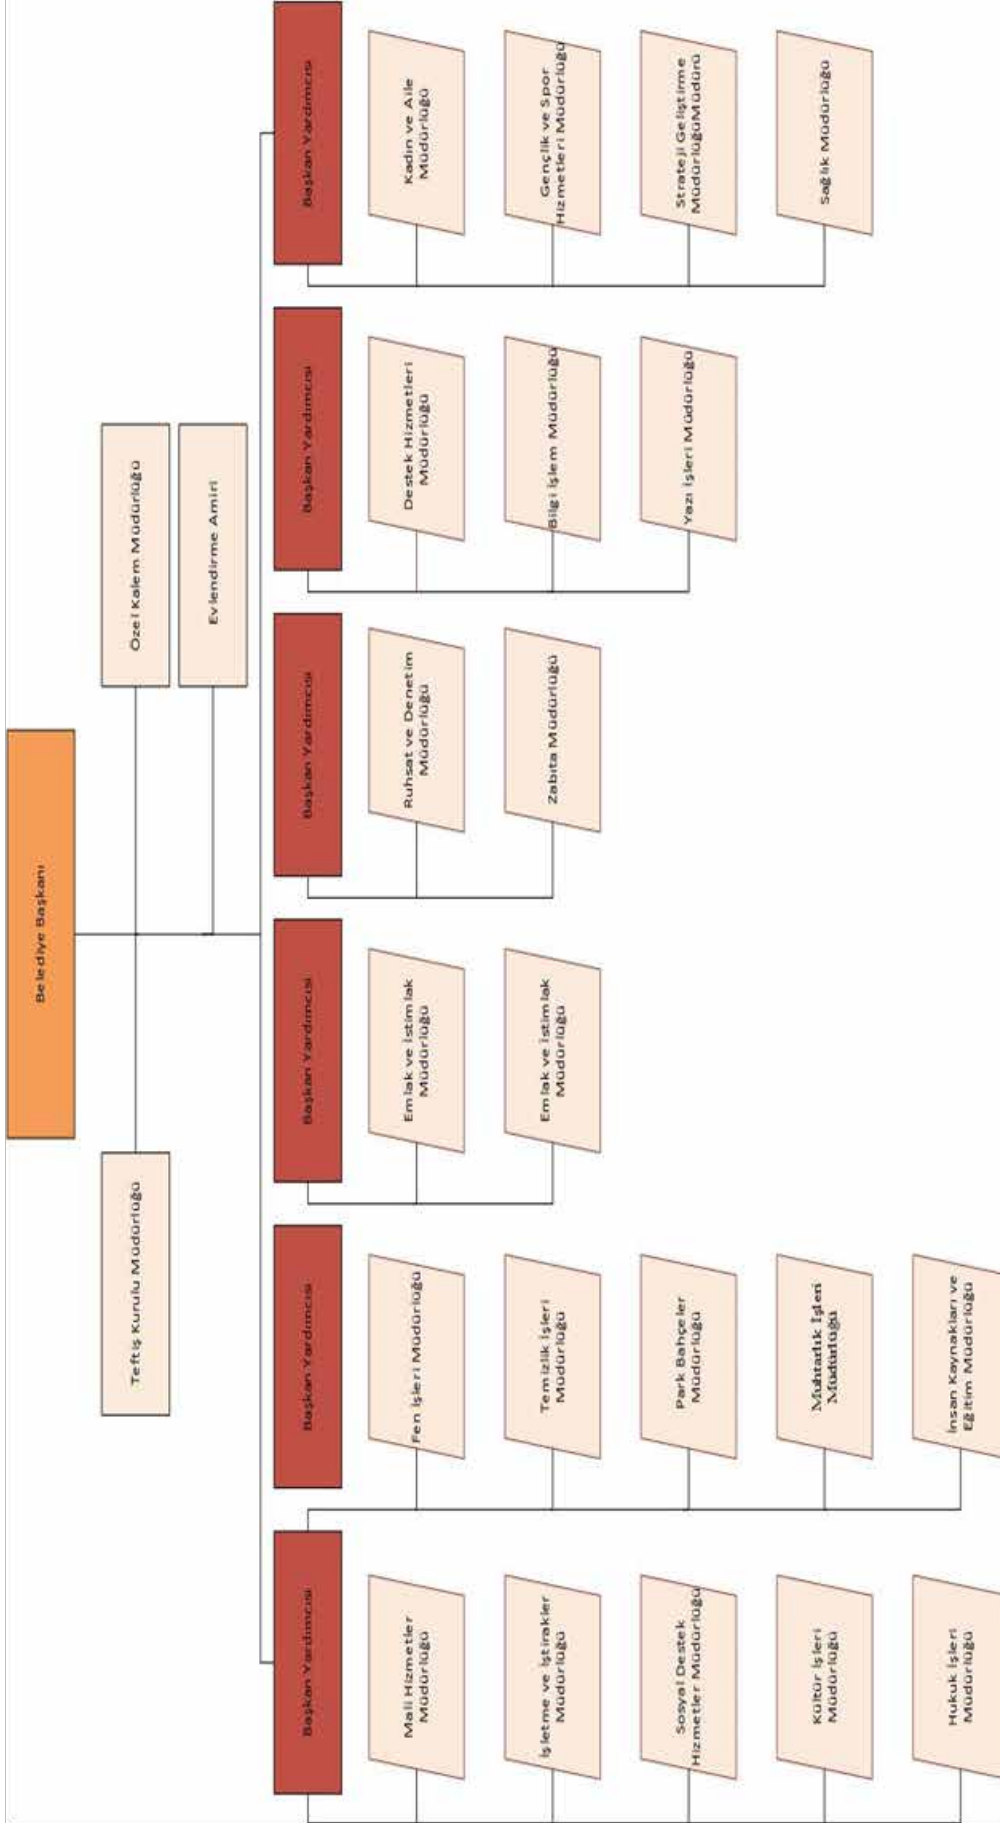 Belediye Başkanı
Teftiş Kurulu Müdürlüğü
Özel Kalem Müdürlüğü
Evlendirme Amiri
Başkan Yardımcısı
Mali Hizmetler
Müdürlüğü
İşletme ve İştirakler
Müdürlüğü
Sosyal Destek
Hizmetler Müdürlüğü
Kültür İşleri
Müdürlüğü
Hukuk İşleri
Müdürlüğü
Başkan Yardımcısı
Fen İşleri Müdürlüğü
Temizlik İşleri
Müdürlüğü
Park Bahçeler
Müdürlüğü
Muhtarlık İşleri
Müdürlüğü
İnsan Kaynakları ve
Eğitim Müdürlüğü
Başkan Yardımcısı
Emlak ve İstimlak
Müdürlüğü
Emlak ve İstimlak
Müdürlüğü
Başkan Yardımcısı
Ruhsat ve Denetim
Müdürlüğü
Zabıta Müdürlüğü
Başkan Yardımcısı
Destek Hizmetleri
Müdürlüğü
Bilgi İşlem Müdürlüğü
Yazı İşleri Müdürlüğü
Başkan Yardımcısı
Kadın ve Aile
Müdürlüğü
Gençlik ve Spor
Hizmetleri Müdürlüğü
Strateji Geliştirme
MüdürlüğüMüdürü
Sağlık Müdürlüğü